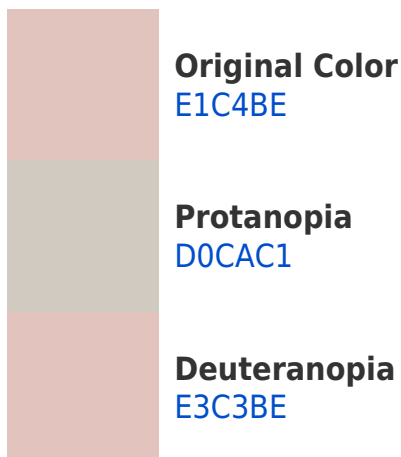 Original Color
E1C4BE
Protanopia
D0CAC1
Deuteranopia
E3C3BE